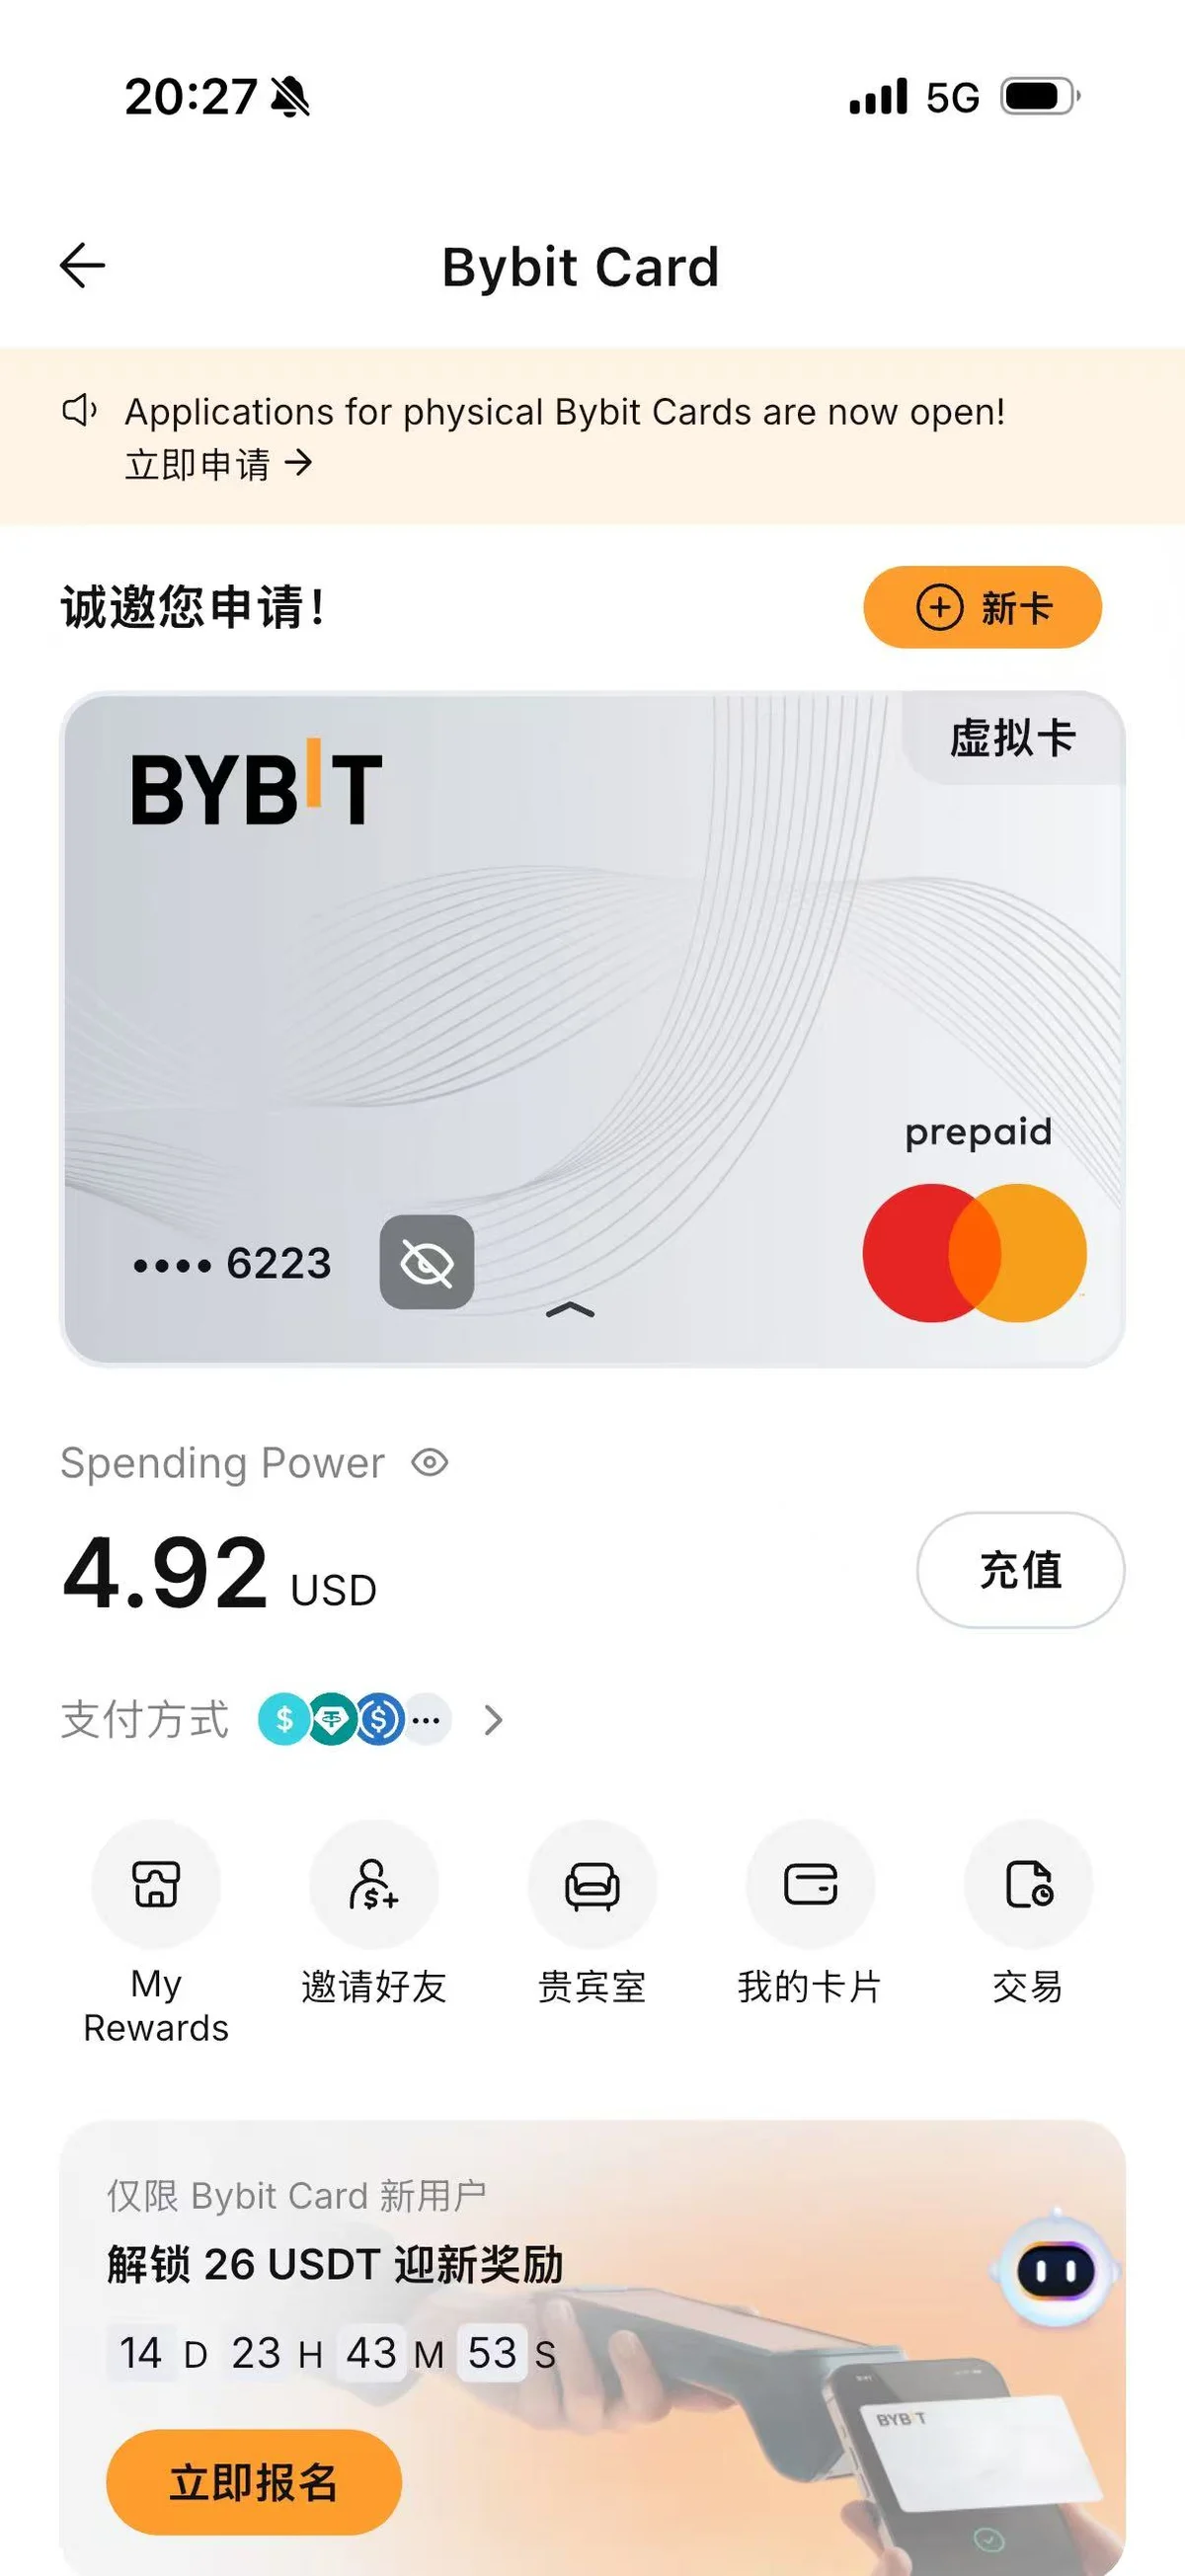 20:27
5G
Bybit Card
Applications for physical Bybit Cards are now open!
立即申请 →
诚邀您申请!
新卡
BYBIT
虚拟卡
prepaid
•••• 6223
Spending Power
4.92 USD
充值
支付方式
My Rewards
邀请好友
贵宾室
我的卡片
交易
仅限 Bybit Card 新用户
解锁 26 USDT 迎新奖励
14 D 23 H 43 M 53 S
BYBIT
立即报名